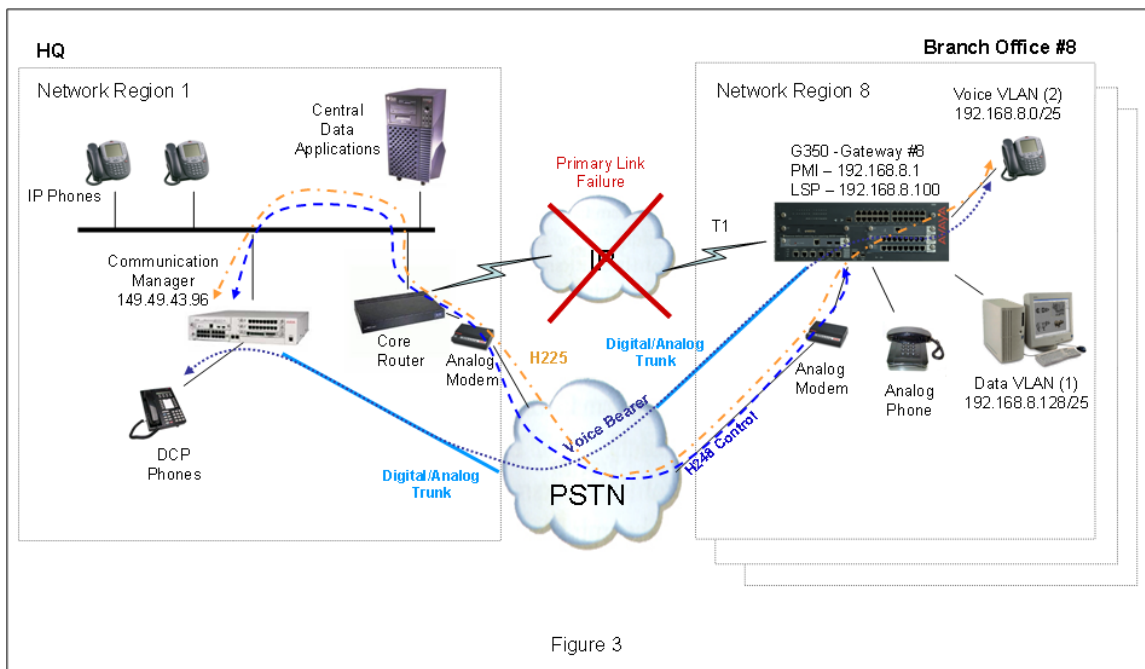 HQ
Branch Office #8
Network Region 1
Network Region 8
Central
Data
Applications
IP Phones
Communication
Manager
149.49.43.96
DCP
Phones
Core
Router
Analog
Modem
Primary Link
Failure
IP
T1
H225
Digital/Analog
Trunk
Digital/Analog
Trunk
Voice Bearer
H248 Control
PSTN
Voice VLAN (2)
192.168.8.0/25
G350 - Gateway #8
PMI – 192.168.8.1
LSP – 192.168.8.100
AVAYA
Analog
Modem
Analog
Phone
Data VLAN (1)
192.168.8.128/25
Figure 3